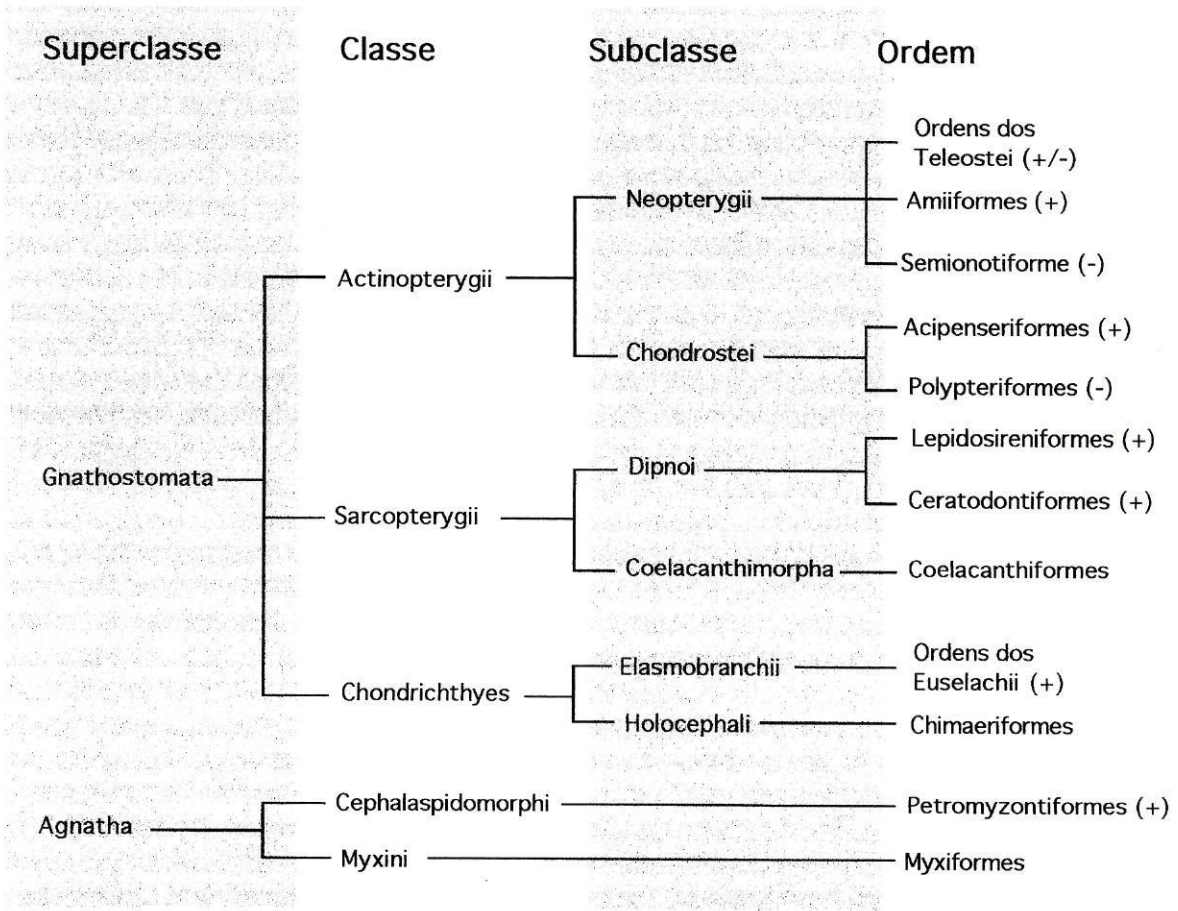 Superclasse Classe Subclasse Ordem
Ordens dos
Teleostei (+/-)
Neopterygii Amiiformes (+)
Semionotiforme (-)
Actinopterygii
Acipenseriformes (+)
Chondrostei
Polypteriformes (-)
Lepidosireniformes (+)
Gnathostomata Dipnoi
Ceratodontiformes (+)
Sarcopterygii
Coelacanthimorpha Coelacanthiformes
Ordens dos
Elasmobranchii
Euselachii (+)
Chondrichthyes
Holocephali Chimaeriformes
Cephalaspidomorphi Petromyzontiformes (+)
Agnatha
Myxini Myxiformes